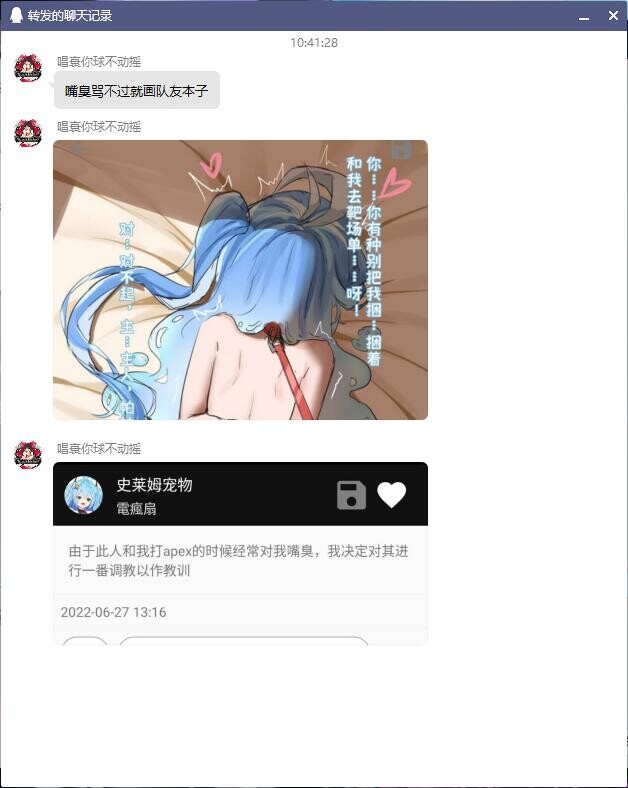 转发的聊天记录
10:41:28
唱衰你球不动摇
嘴臭骂不过就画队友本子
唱衰你球不动摇
你……你有种别把我捆…捆着
和我去靶场单……呀！
对…对不起，主…主人，
唱衰你球不动摇
史莱姆宠物
電瘋扇
由于此人和我打apex的时候经常对我嘴臭，我决定对其进
行一番调教以作教训
2022-06-27 13:16